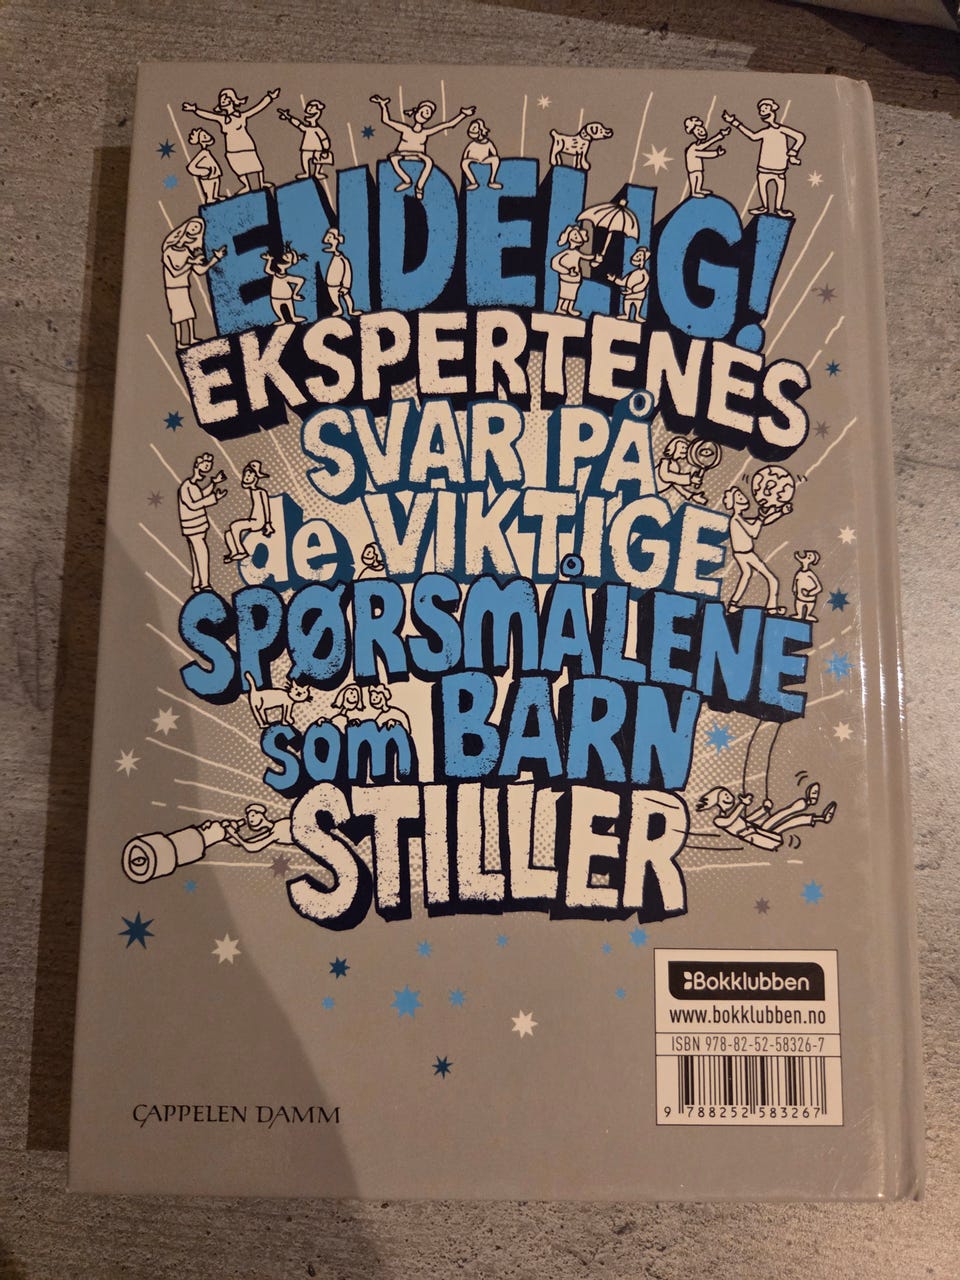 ENDELIG!
EKSPERTENES
SVAR PÅ
de VIKTIGE
SPØRSMÅLENE
som BARN
STILLER
Bokklubben
www.bokklubben.no
ISBN 978-82-52-58326-7
9 788252 583267
CAPPELEN DAMM